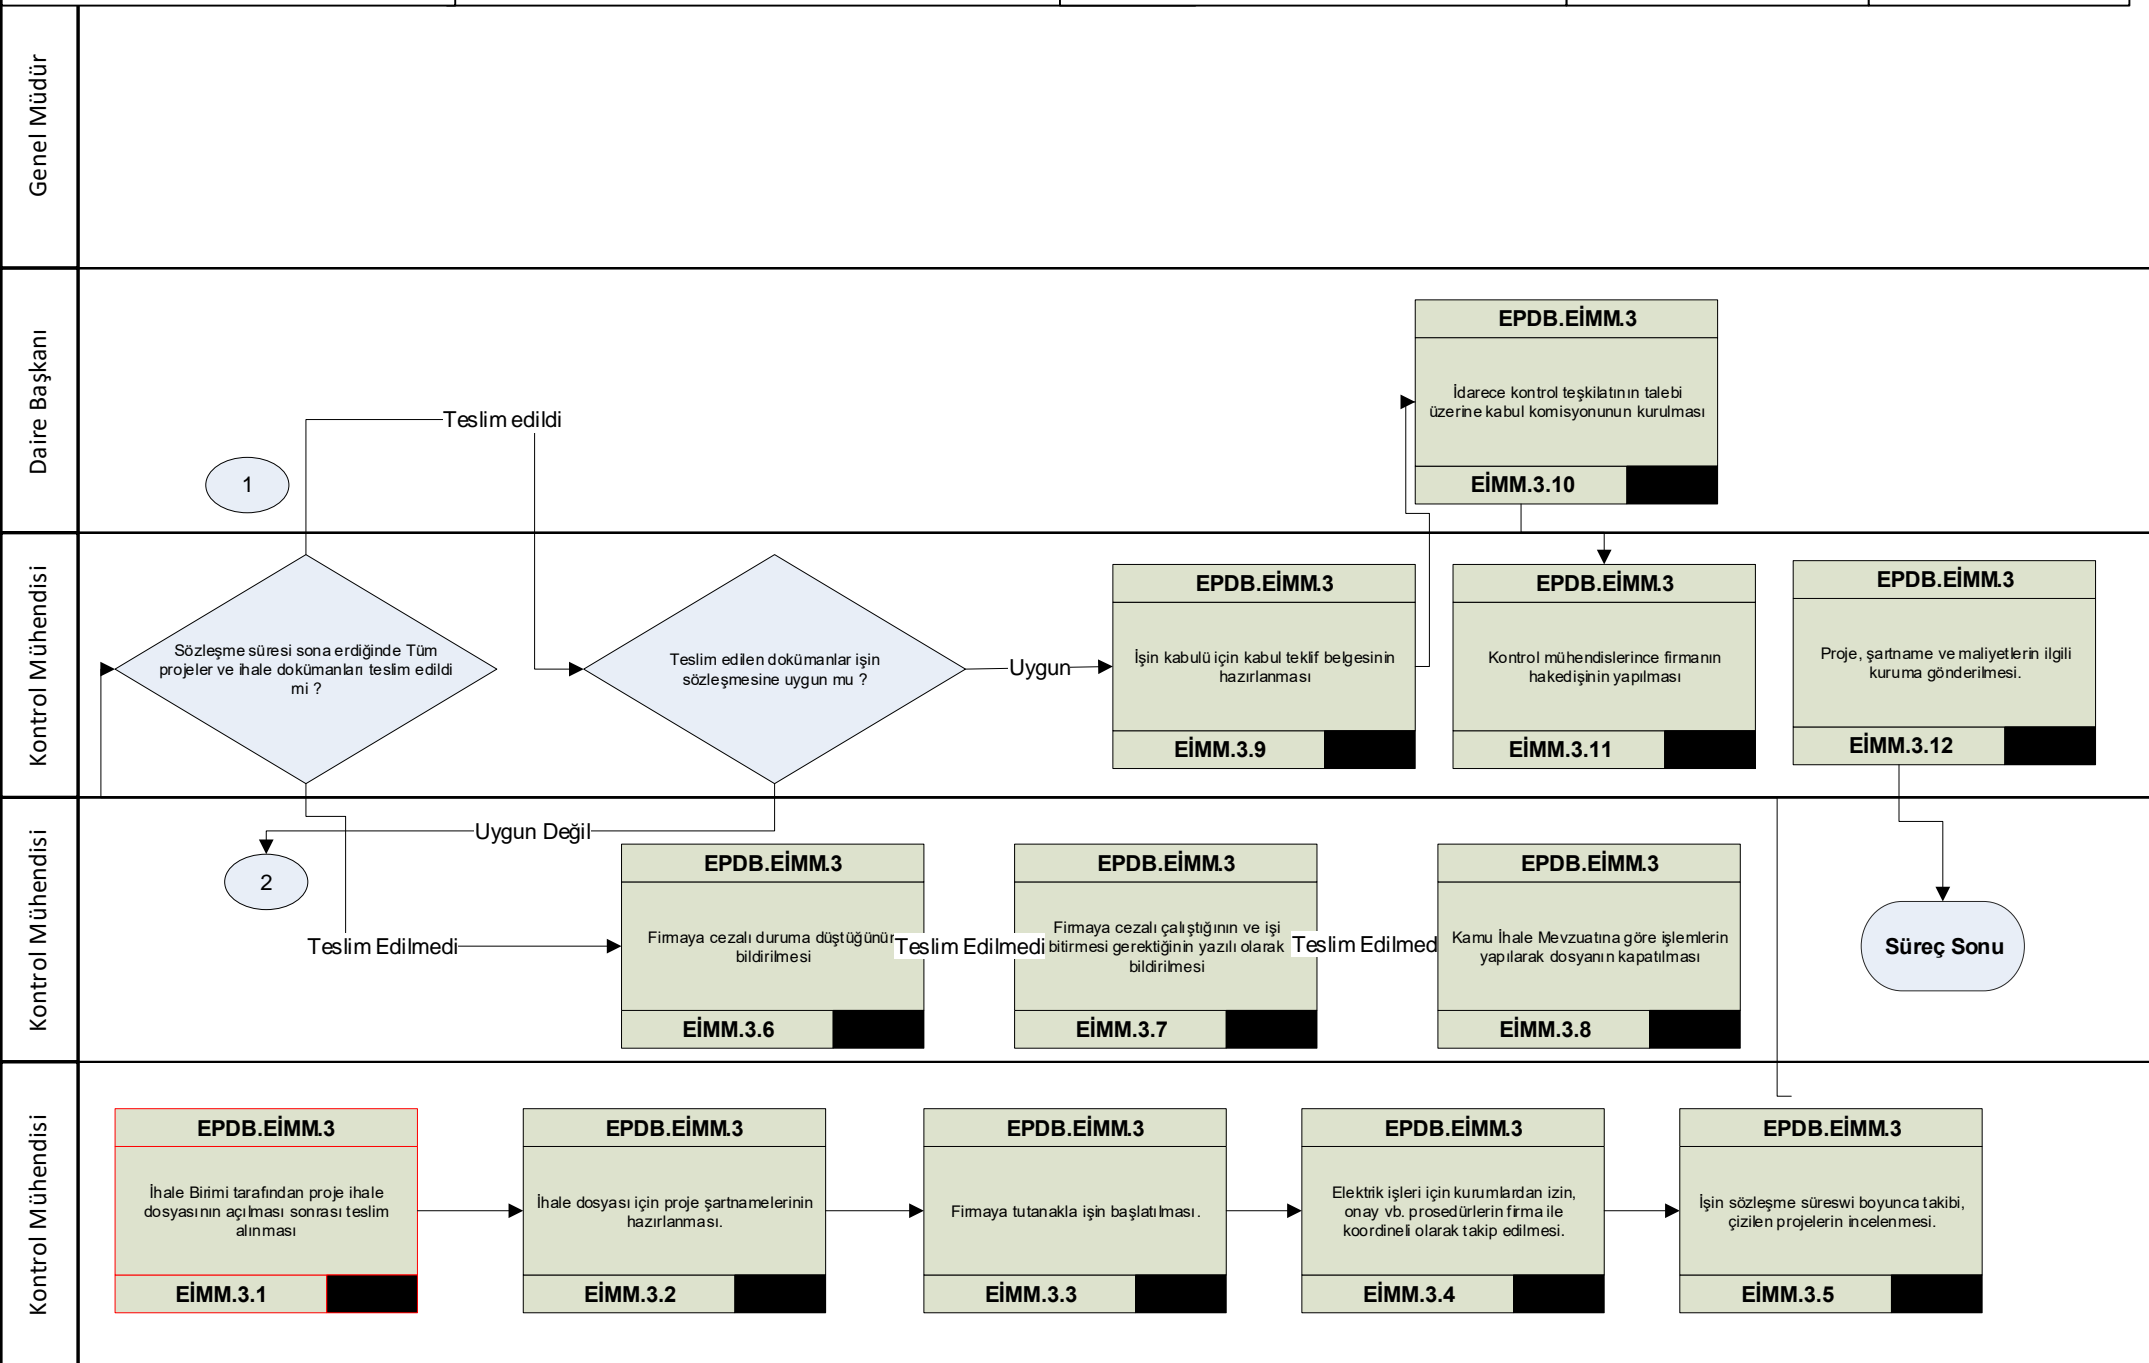 Genel Müdür
Daire Başkanı
EPDB.EİMM.3
İdarece kontrol teşkilatının talebi
üzerine kabul komisyonunun kurulması
EİMM.3.10
Teslim edildi
1
Kontrol Mühendisi
Sözleşme süresi sona erdiğinde Tüm
projeler ve ihale dokümanları teslim edildi
mi ?
Teslim edilen dokümanlar işin
sözleşmesine uygun mu ?
Uygun
EPDB.EİMM.3
İşin kabulü için kabul teklif belgesinin
hazırlanması
EİMM.3.9
EPDB.EİMM.3
Kontrol mühendislerince firmanın
hakedişinin yapılması
EİMM.3.11
EPDB.EİMM.3
Proje, şartname ve maliyetlerin ilgili
kuruma gönderilmesi.
EİMM.3.12
Kontrol Mühendisi
Uygun Değil
2
Teslim Edilmedi
EPDB.EİMM.3
Firmaya cezalı duruma düştüğünün
bildirilmesi
EİMM.3.6
Teslim Edilmedi
EPDB.EİMM.3
Firmaya cezalı çalıştığının ve işi
bitirmesi gerektiğinin yazılı olarak
bildirilmesi
EİMM.3.7
Teslim Edilmed
EPDB.EİMM.3
Kamu İhale Mevzuatına göre işlemlerin
yapılarak dosyanın kapatılması
EİMM.3.8
Süreç Sonu
Kontrol Mühendisi
EPDB.EİMM.3
İhale Birimi tarafından proje ihale
dosyasının açılması sonrası teslim
alınması
EİMM.3.1
EPDB.EİMM.3
İhale dosyası için proje şartnamelerinin
hazırlanması.
EİMM.3.2
EPDB.EİMM.3
Firmaya tutanakla işin başlatılması.
EİMM.3.3
EPDB.EİMM.3
Elektrik işleri için kurumlardan izin,
onay vb. prosedürlerin firma ile
koordineli olarak takip edilmesi.
EİMM.3.4
EPDB.EİMM.3
İşin sözleşme süreswi boyunca takibi,
çizilen projelerin incelenmesi.
EİMM.3.5